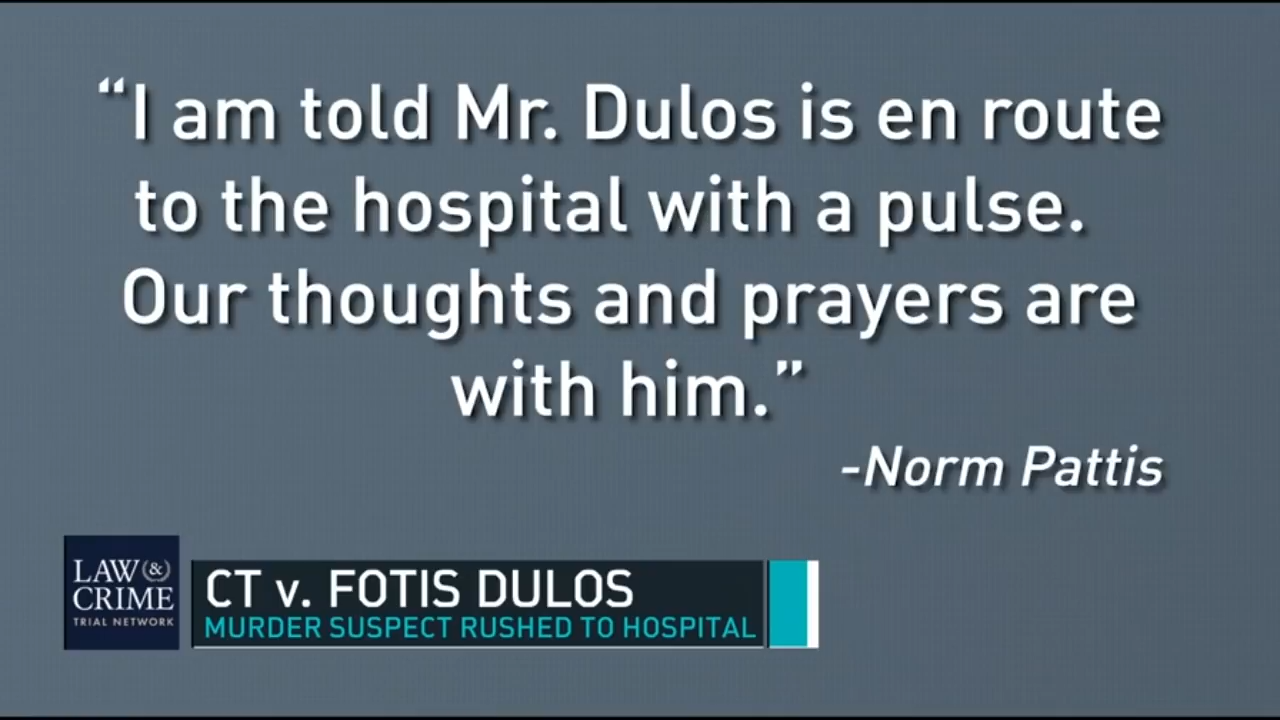 “I am told Mr. Dulos is en route
to the hospital with a pulse.
Our thoughts and prayers are
with him.”
-Norm Pattis
LAW &
CRIME
TRIAL NETWORK
CT v. FOTIS DULOS
MURDER SUSPECT RUSHED TO HOSPITAL